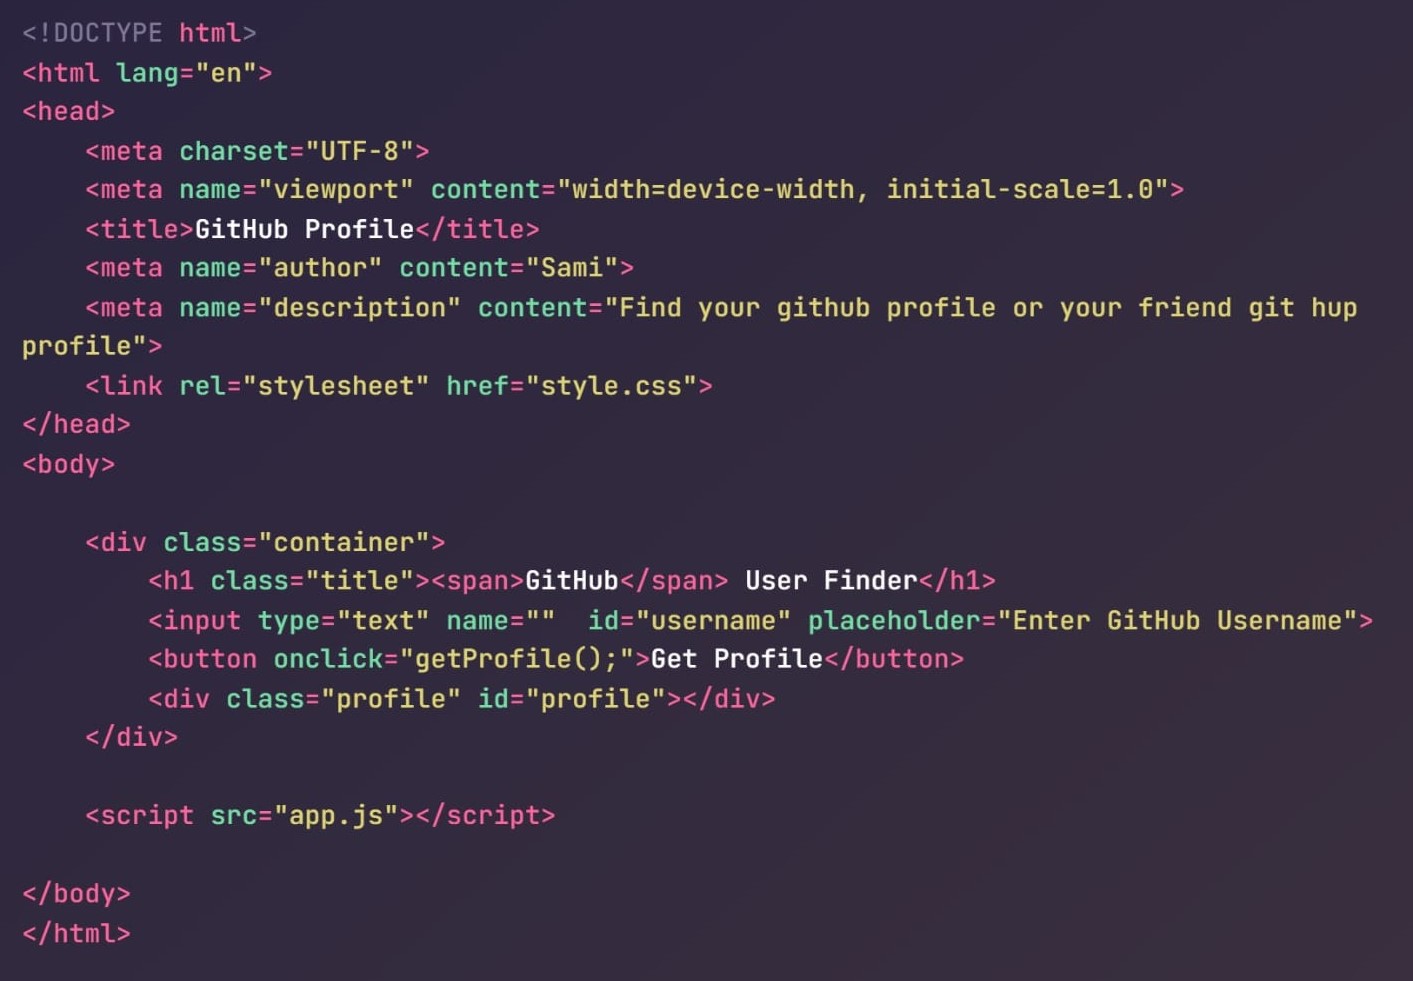 <!DOCTYPE html>
<html lang="en">
<head>
    <meta charset="UTF-8">
    <meta name="viewport" content="width=device-width, initial-scale=1.0">
    <title>GitHub Profile</title>
    <meta name="author" content="Sami">
    <meta name="description" content="Find your github profile or your friend git hup
profile">
    <link rel="stylesheet" href="style.css">
</head>
<body>

    <div class="container">
        <h1 class="title"><span>GitHub</span> User Finder</h1>
        <input type="text" name=""  id="username" placeholder="Enter GitHub Username">
        <button onclick="getProfile();">Get Profile</button>
        <div class="profile" id="profile"></div>
    </div>

    <script src="app.js"></script>

</body>
</html>